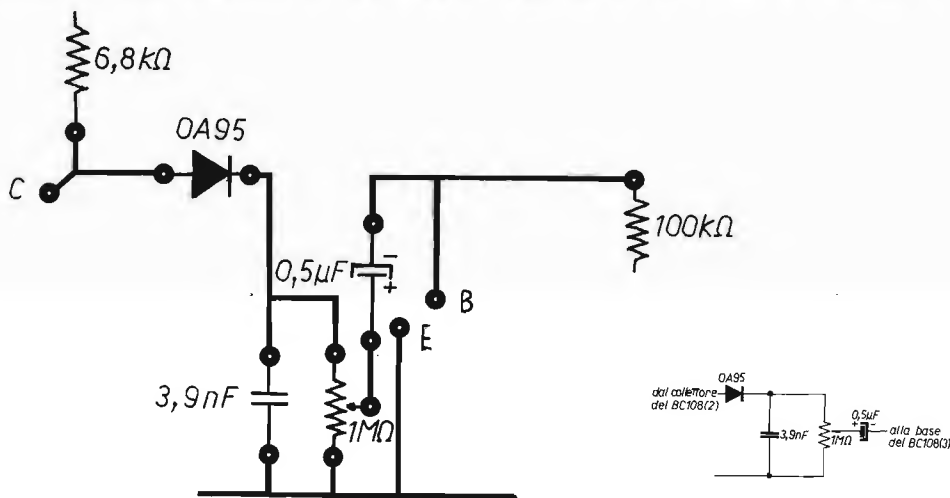 6,8kΩ
OA95
C
100kΩ
0,5µF
-
+
B
E
3,9nF
1MΩ
OA95
dal collettore
del BC108(2)
0,5µF
+ -
alla base
del BC108(3)
3,9nF
1MΩ